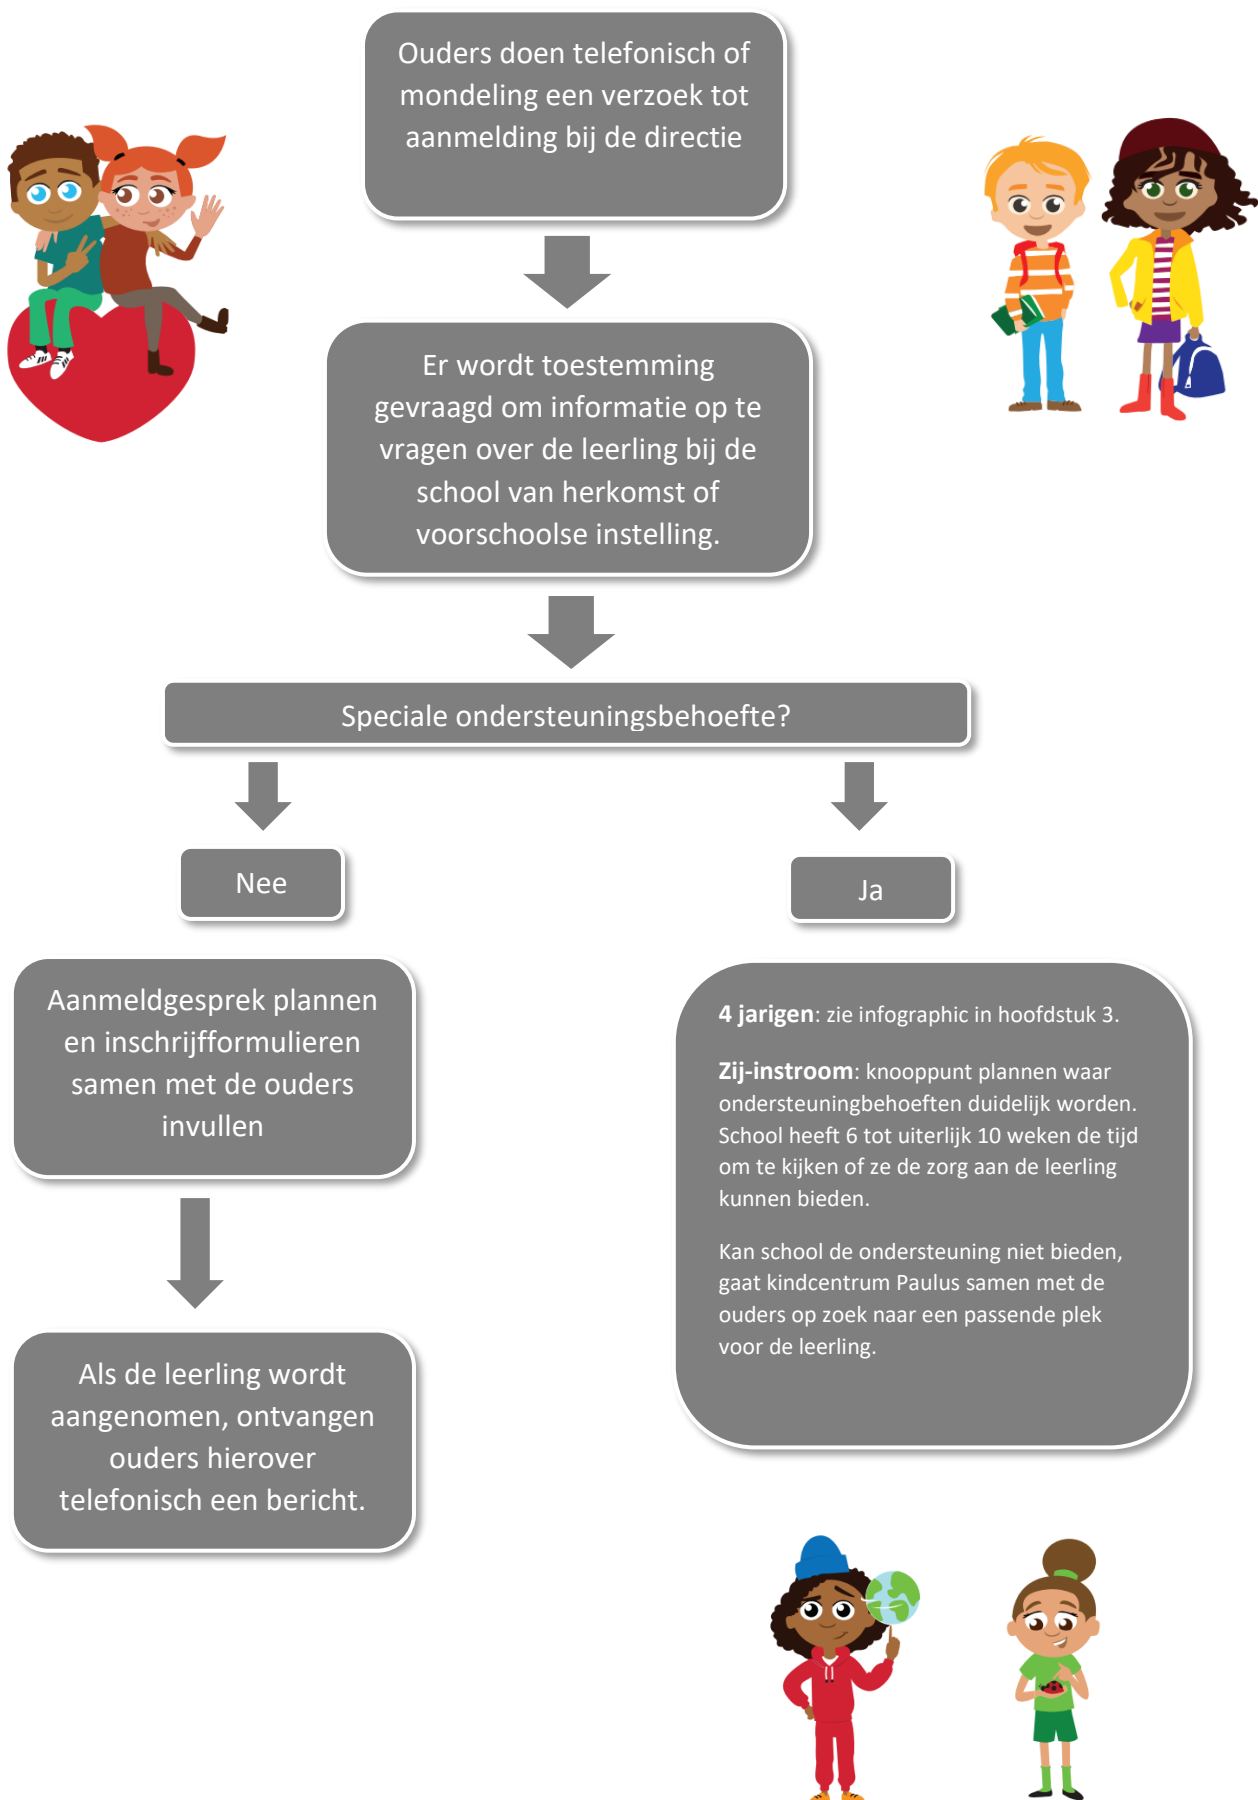 Ouders doen telefonisch of
mondeling een verzoek tot
aanmelding bij de directie
Er wordt toestemming
gevraagd om informatie op te
vragen over de leerling bij de
school van herkomst of
voorschoolse instelling.
Speciale ondersteuningsbehoefte?
Nee
Ja
Aanmeldgesprek plannen
en inschrijfformulieren
samen met de ouders
invullen
Als de leerling wordt
aangenomen, ontvangen
ouders hierover
telefonisch een bericht.
4 jarigen: zie infographic in hoofdstuk 3.
Zij-instroom: knooppunt plannen waar
ondersteuningbehoeften duidelijk worden.
School heeft 6 tot uiterlijk 10 weken de tijd
om te kijken of ze de zorg aan de leerling
kunnen bieden.
Kan school de ondersteuning niet bieden,
gaat kindcentrum Paulus samen met de
ouders op zoek naar een passende plek
voor de leerling.